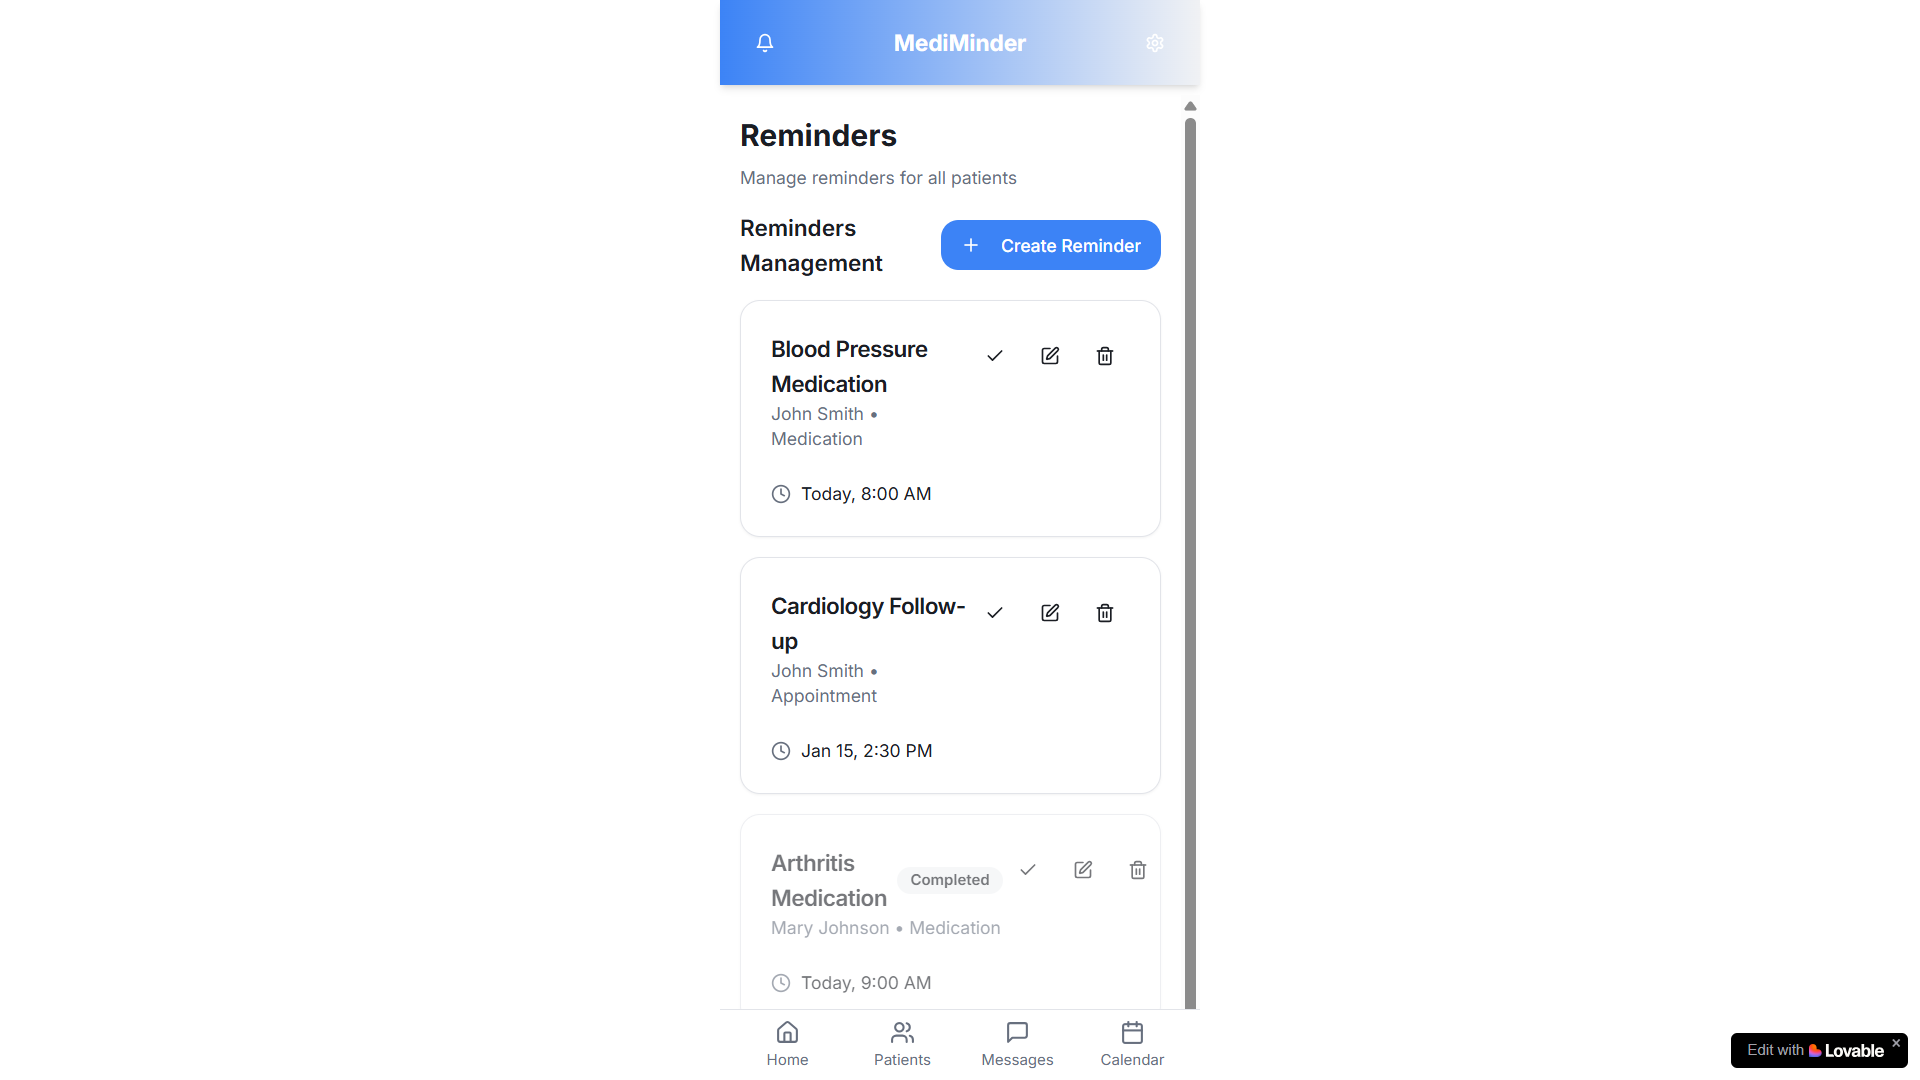 MediMinder
Reminders
Manage reminders for all patients
Reminders
Management
Create Reminder
Blood Pressure
Medication
John Smith •
Medication
Today, 8:00 AM
Cardiology Follow-
up
John Smith •
Appointment
Jan 15, 2:30 PM
Arthritis
Medication
Completed
Mary Johnson • Medication
Today, 9:00 AM
Home
Patients
Messages
Calendar
Edit with Lovable